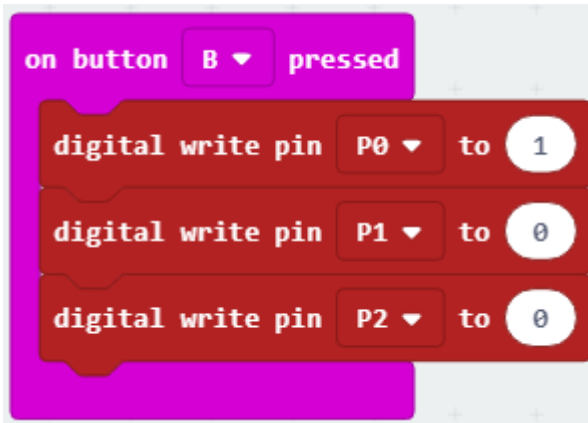 on button B pressed
digital write pin P0 to 1
digital write pin P1 to 0
digital write pin P2 to 0